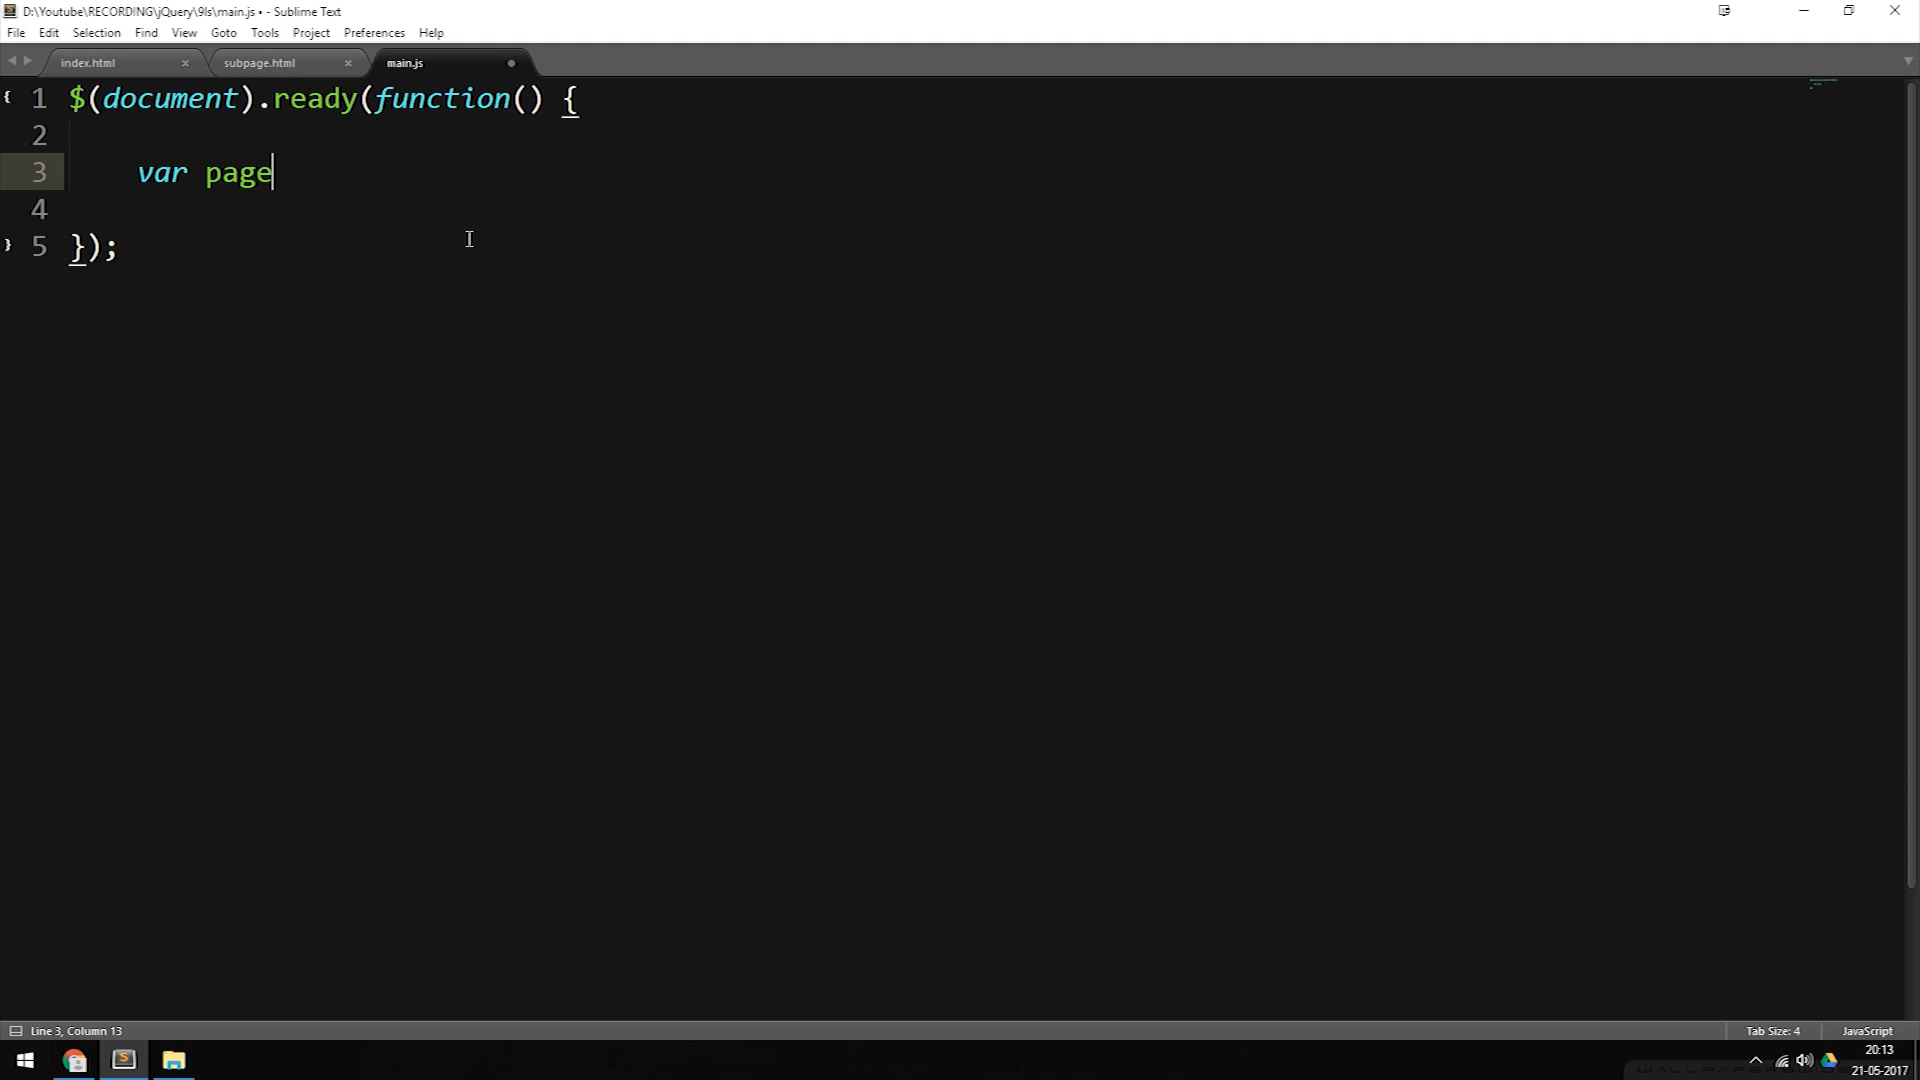 D:\Youtube\RECORDING\jQuery\9ls\main.js • - Sublime Text
File Edit Selection Find View Goto Tools Project Preferences Help
index.html subpage.html main.js
1 $(document).ready(function() {
2
3 var page
4
5 });
Line 3, Column 13 Tab Size: 4 JavaScript
20:13
21-05-2017